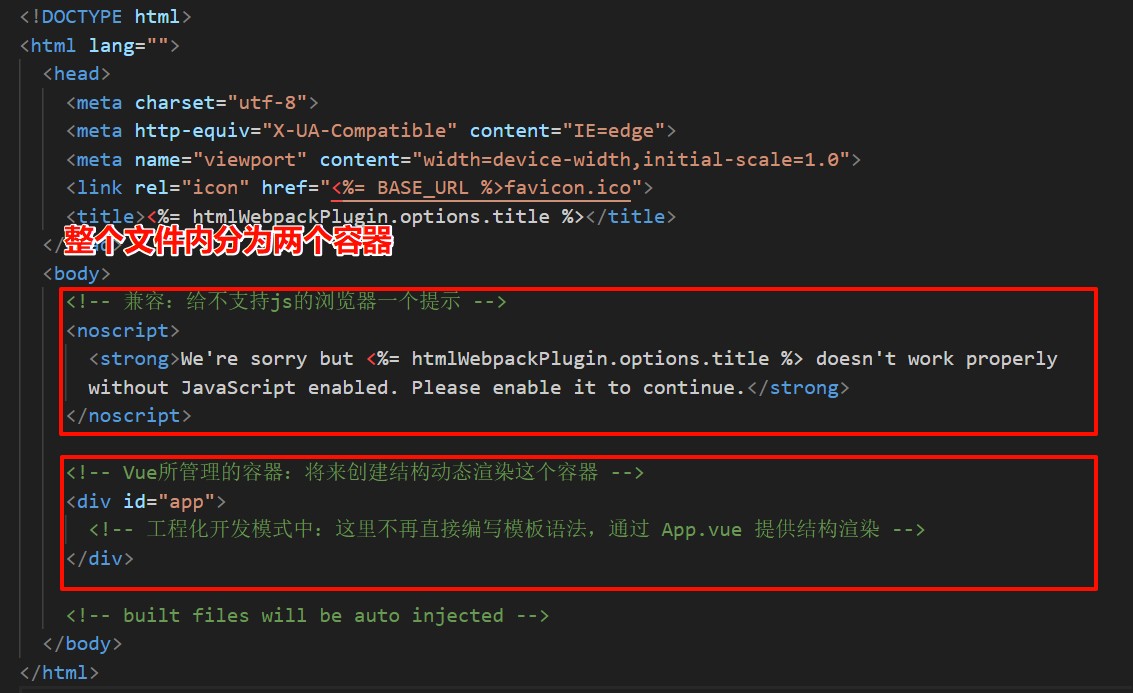 <!DOCTYPE html>
<html lang="">
<head>
<meta charset="utf-8">
<meta http-equiv="X-UA-Compatible" content="IE=edge">
<meta name="viewport" content="width=device-width,initial-scale=1.0">
<link rel="icon" href="<%= BASE_URL %>favicon.ico">
<title><%= htmlWebpackPlugin.options.title %></title>
整个文件内分为两个容器
<body>
<!-- 兼容：给不支持js的浏览器一个提示 -->
<noscript>
<strong>We're sorry but <%= htmlWebpackPlugin.options.title %> doesn't work properly
without JavaScript enabled. Please enable it to continue.</strong>
</noscript>
<!-- Vue所管理的容器：将来创建结构动态渲染这个容器 -->
<div id="app">
<!-- 工程化开发模式中：这里不再直接编写模板语法，通过 App.vue 提供结构渲染 -->
</div>
<!-- built files will be auto injected -->
</body>
</html>